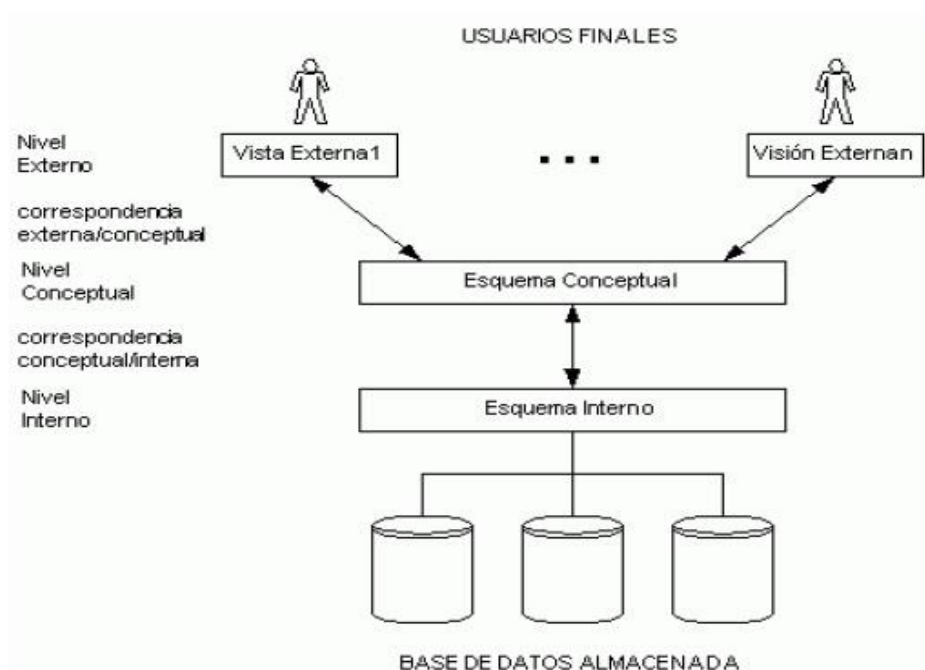 USUARIOS FINALES
Nivel
Externo
Vista Externa1
...
Visión Externan
correspondencia
externa/conceptual
Nivel
Conceptual
Esquema Conceptual
correspondencia
conceptual/interna
Nivel
Interno
Esquema Interno
BASE DE DATOS ALMACENADA